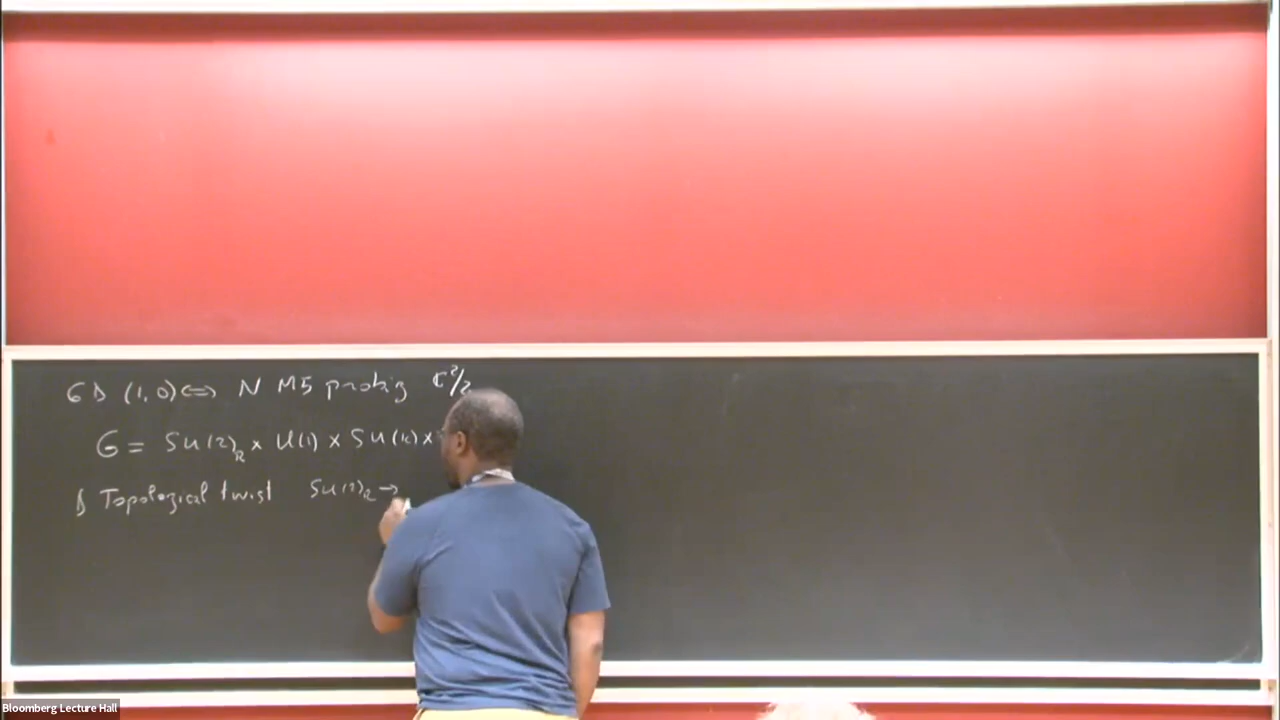 6D (1,0) ⇔ N M5 probing ℂ²/ℤ
G = SU(2)_R × U(1) × SU(k) ×
1) Topological twist SU(2)_R →
Bloomberg Lecture Hall